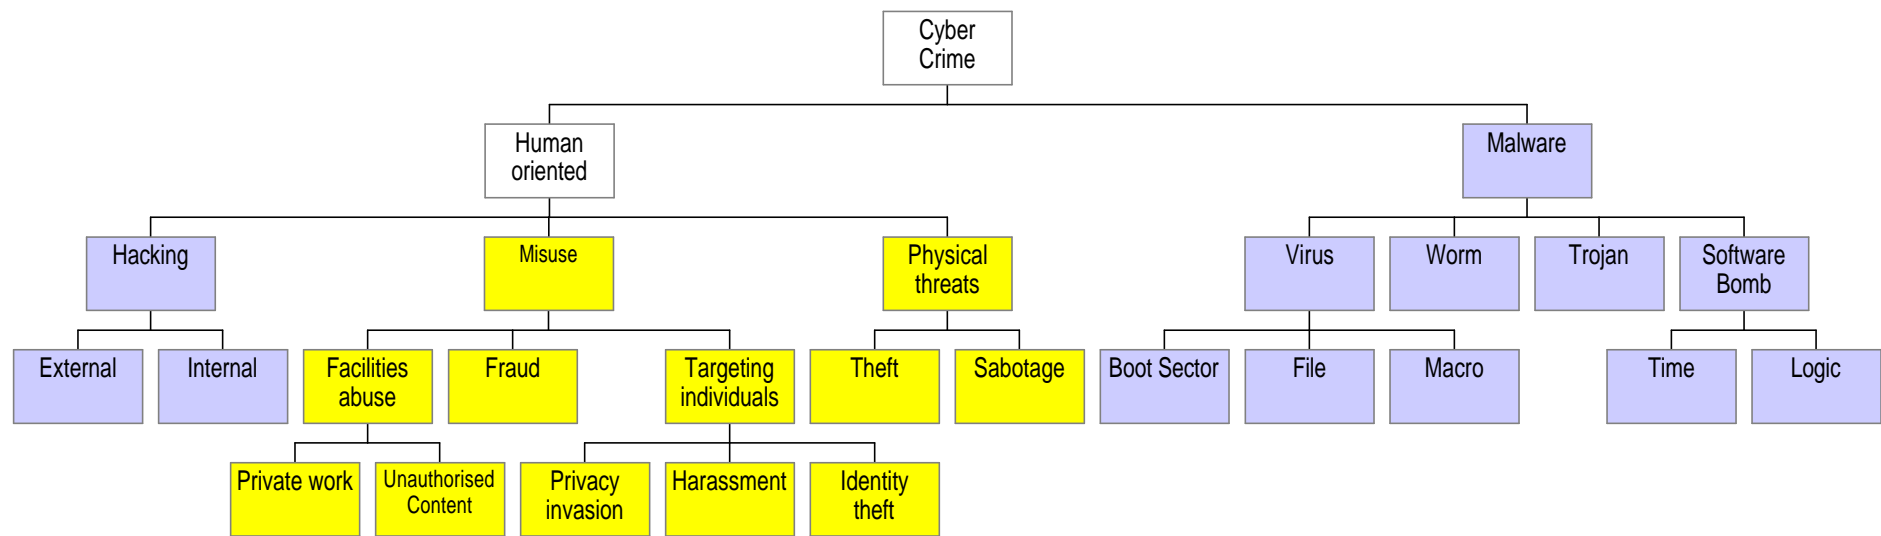 Cyber
Crime
Human
oriented
Malware
Hacking
Misuse
Physical
threats
Virus
Worm
Trojan
Software
Bomb
External
Internal
Facilities
abuse
Fraud
Targeting
individuals
Theft
Sabotage
Boot Sector
File
Macro
Time
Logic
Private work
Unauthorised
Content
Privacy
invasion
Harassment
Identity
theft